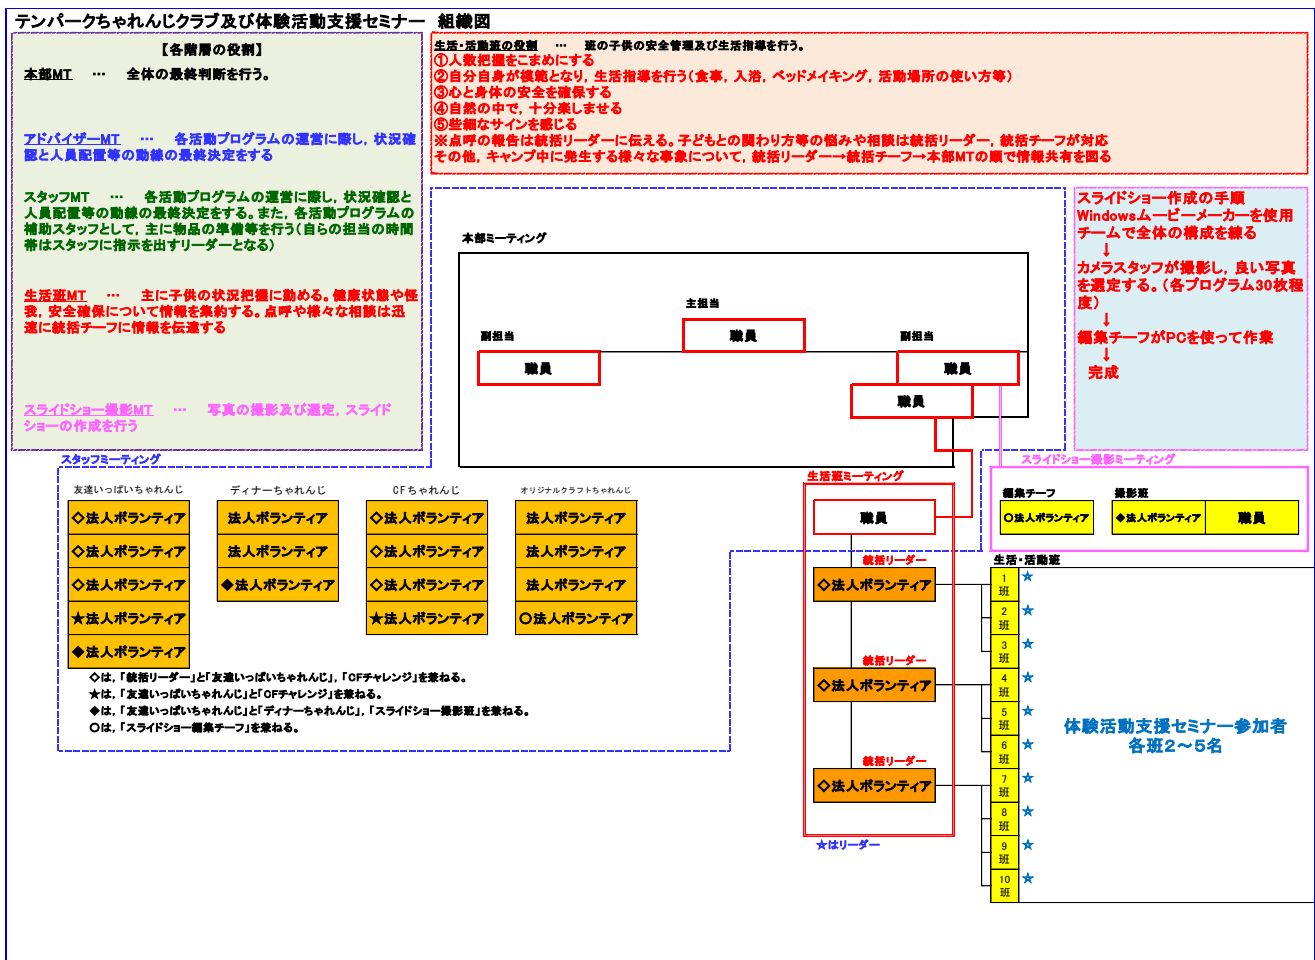 テンパークちゃれんじクラブ及び体験活動支援セミナー　組織図
【各階層の役割】
本部MT　…　全体の最終判断を行う。
アドバイザーMT　…　各活動プログラムの運営に際し，状況確
認と人員配置等の動線の最終決定をする
スタッフMT　…　各活動プログラムの運営に際し，状況確認と
人員配置等の動線の最終決定をする。また，各活動プログラムの
補助スタッフとして，主に物品の準備等を行う（自らの担当の時間
帯はスタッフに指示を出すリーダーとなる）
生活班MT　…　主に子供の状況把握に勤める。健康状態や怪
我，安全確保について情報を集約する。点呼や様々な相談は迅
速に統括チーフに情報を伝達する
スライドショー撮影MT　…　写真の撮影及び選定，スライド
ショーの作成を行う
生活・活動班の役割　…　班の子供の安全管理及び生活指導を行う。
①人数把握をこまめにする
②自分自身が模範となり，生活指導を行う（食事，入浴，ベッドメイキング，活動場所の使い方等）
③心と身体の安全を確保する
④自然の中で，十分楽しませる
⑤些細なサインを感じる
※点呼の報告は統括リーダーに伝える。子どもとの関わり方等の悩みや相談は統括リーダー，統括チーフが対応
その他，キャンプ中に発生する様々な事象について，統括リーダー→統括チーフ→本部MTの順で情報共有を図る
スライドショー作成の手順
Windowsムービーメーカーを使用
チームで全体の構成を練る
↓
カメラスタッフが撮影し，良い写真
を選定する。（各プログラム30枚程
度）
↓
編集チーフがPCを使って作業
↓
完成
本部ミーティング
主担当
職員
副担当
職員
副担当
職員
職員
スタッフミーティング
友達いっぱいちゃれんじ
◇法人ボランティア
◇法人ボランティア
◇法人ボランティア
★法人ボランティア
◆法人ボランティア
ディナーちゃれんじ
法人ボランティア
法人ボランティア
◆法人ボランティア
CFちゃれんじ
◇法人ボランティア
◇法人ボランティア
◇法人ボランティア
★法人ボランティア
オリジナルクラフトちゃれんじ
法人ボランティア
法人ボランティア
法人ボランティア
○法人ボランティア
◇は，「統括リーダー」と「友達いっぱいちゃれんじ」，「CFチャレンジ」を兼ねる。
★は，「友達いっぱいちゃれんじ」と「CFチャレンジ」を兼ねる。
◆は，「友達いっぱいちゃれんじ」と「ディナーちゃれんじ」，「スライドショー撮影班」を兼ねる。
○は，「スライドショー編集チーフ」を兼ねる。
生活班ミーティング
職員
統括リーダー
◇法人ボランティア
統括リーダー
◇法人ボランティア
統括リーダー
◇法人ボランティア
☆はリーダー
スライドショー撮影ミーティング
編集チーフ
○法人ボランティア
撮影班
◆法人ボランティア
職員
生活・活動班
1班 ☆
2班 ☆
3班 ☆
4班 ☆
5班 ☆
6班 ☆
7班 ☆
8班 ☆
9班 ☆
10班 ☆
体験活動支援セミナー参加者
各班２～５名